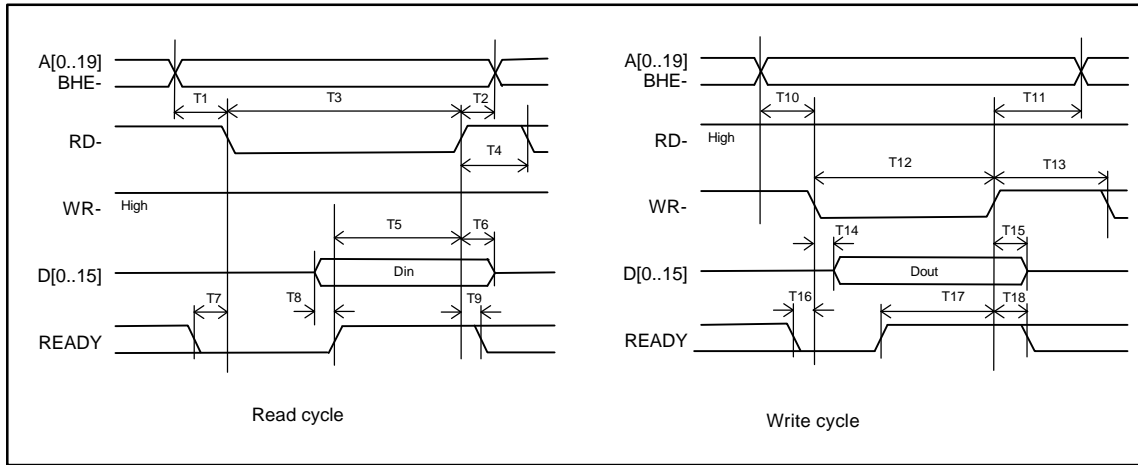 A[0..19]
BHE-
T1
T3
T2
RD-
T4
WR-
High
T5
T6
D[0..15]
Din
T7
T8
T9
READY
Read cycle
A[0..19]
BHE-
T10
T11
RD-
High
T12
T13
WR-
T14
T15
D[0..15]
Dout
T16
T17
T18
READY
Write cycle